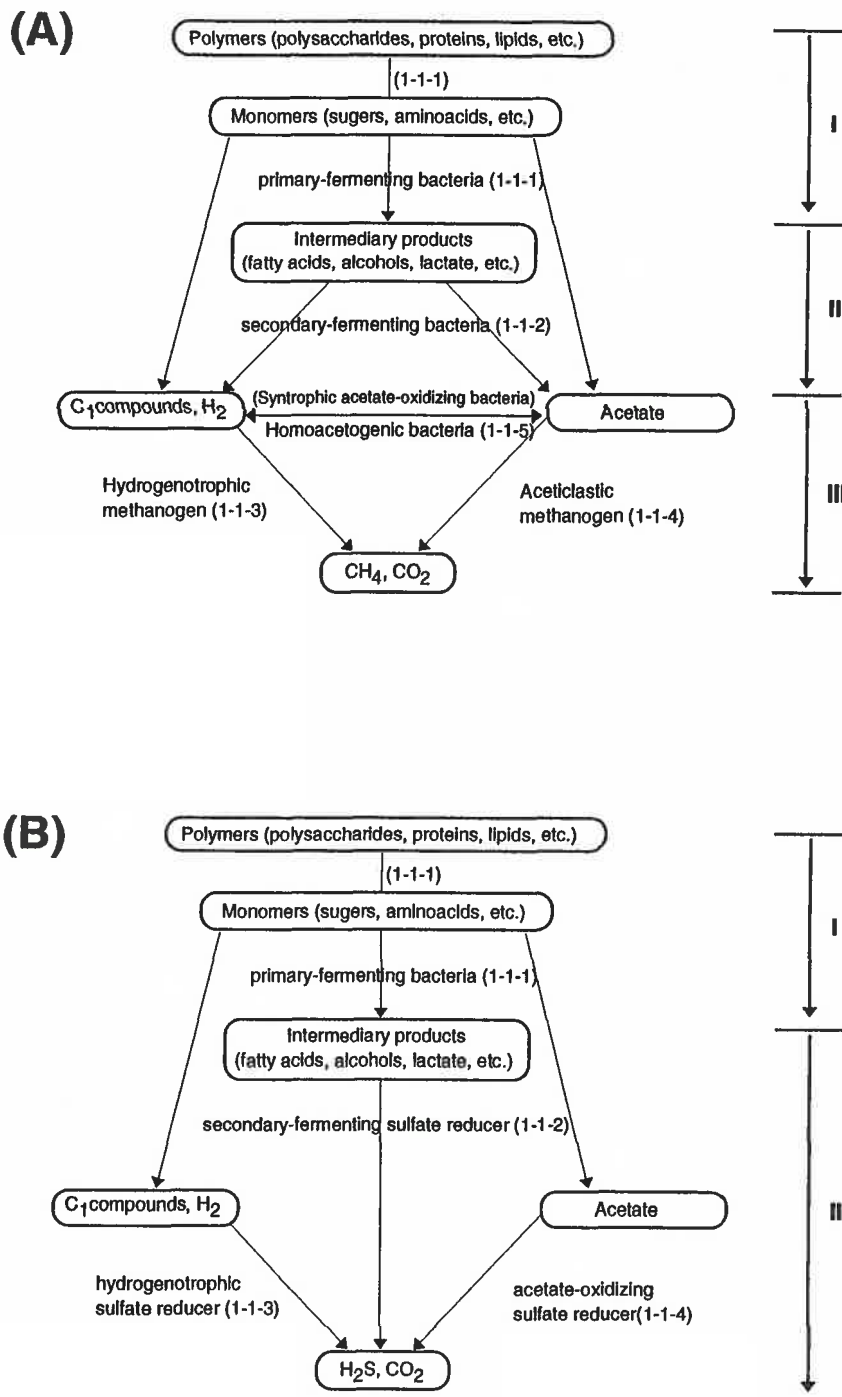 (A)
Polymers (polysaccharides, proteins, lipids, etc.)
(1-1-1)
Monomers (sugers, aminoacids, etc.)
I
primary-fermenting bacteria (1-1-1)
Intermediary products
(fatty acids, alcohols, lactate, etc.)
II
secondary-fermenting bacteria (1-1-2)
C1compounds, H2
(Syntrophic acetate-oxidizing bacteria)
Acetate
Homoacetogenic bacteria (1-1-5)
Hydrogenotrophic
methanogen (1-1-3)
Aceticlastic
methanogen (1-1-4)
III
CH4, CO2
(B)
Polymers (polysaccharides, proteins, lipids, etc.)
(1-1-1)
Monomers (sugers, aminoacids, etc.)
I
primary-fermenting bacteria (1-1-1)
Intermediary products
(fatty acids, alcohols, lactate, etc.)
secondary-fermenting sulfate reducer (1-1-2)
C1compounds, H2
Acetate
II
hydrogenotrophic
sulfate reducer (1-1-3)
acetate-oxidizing
sulfate reducer(1-1-4)
H2S, CO2